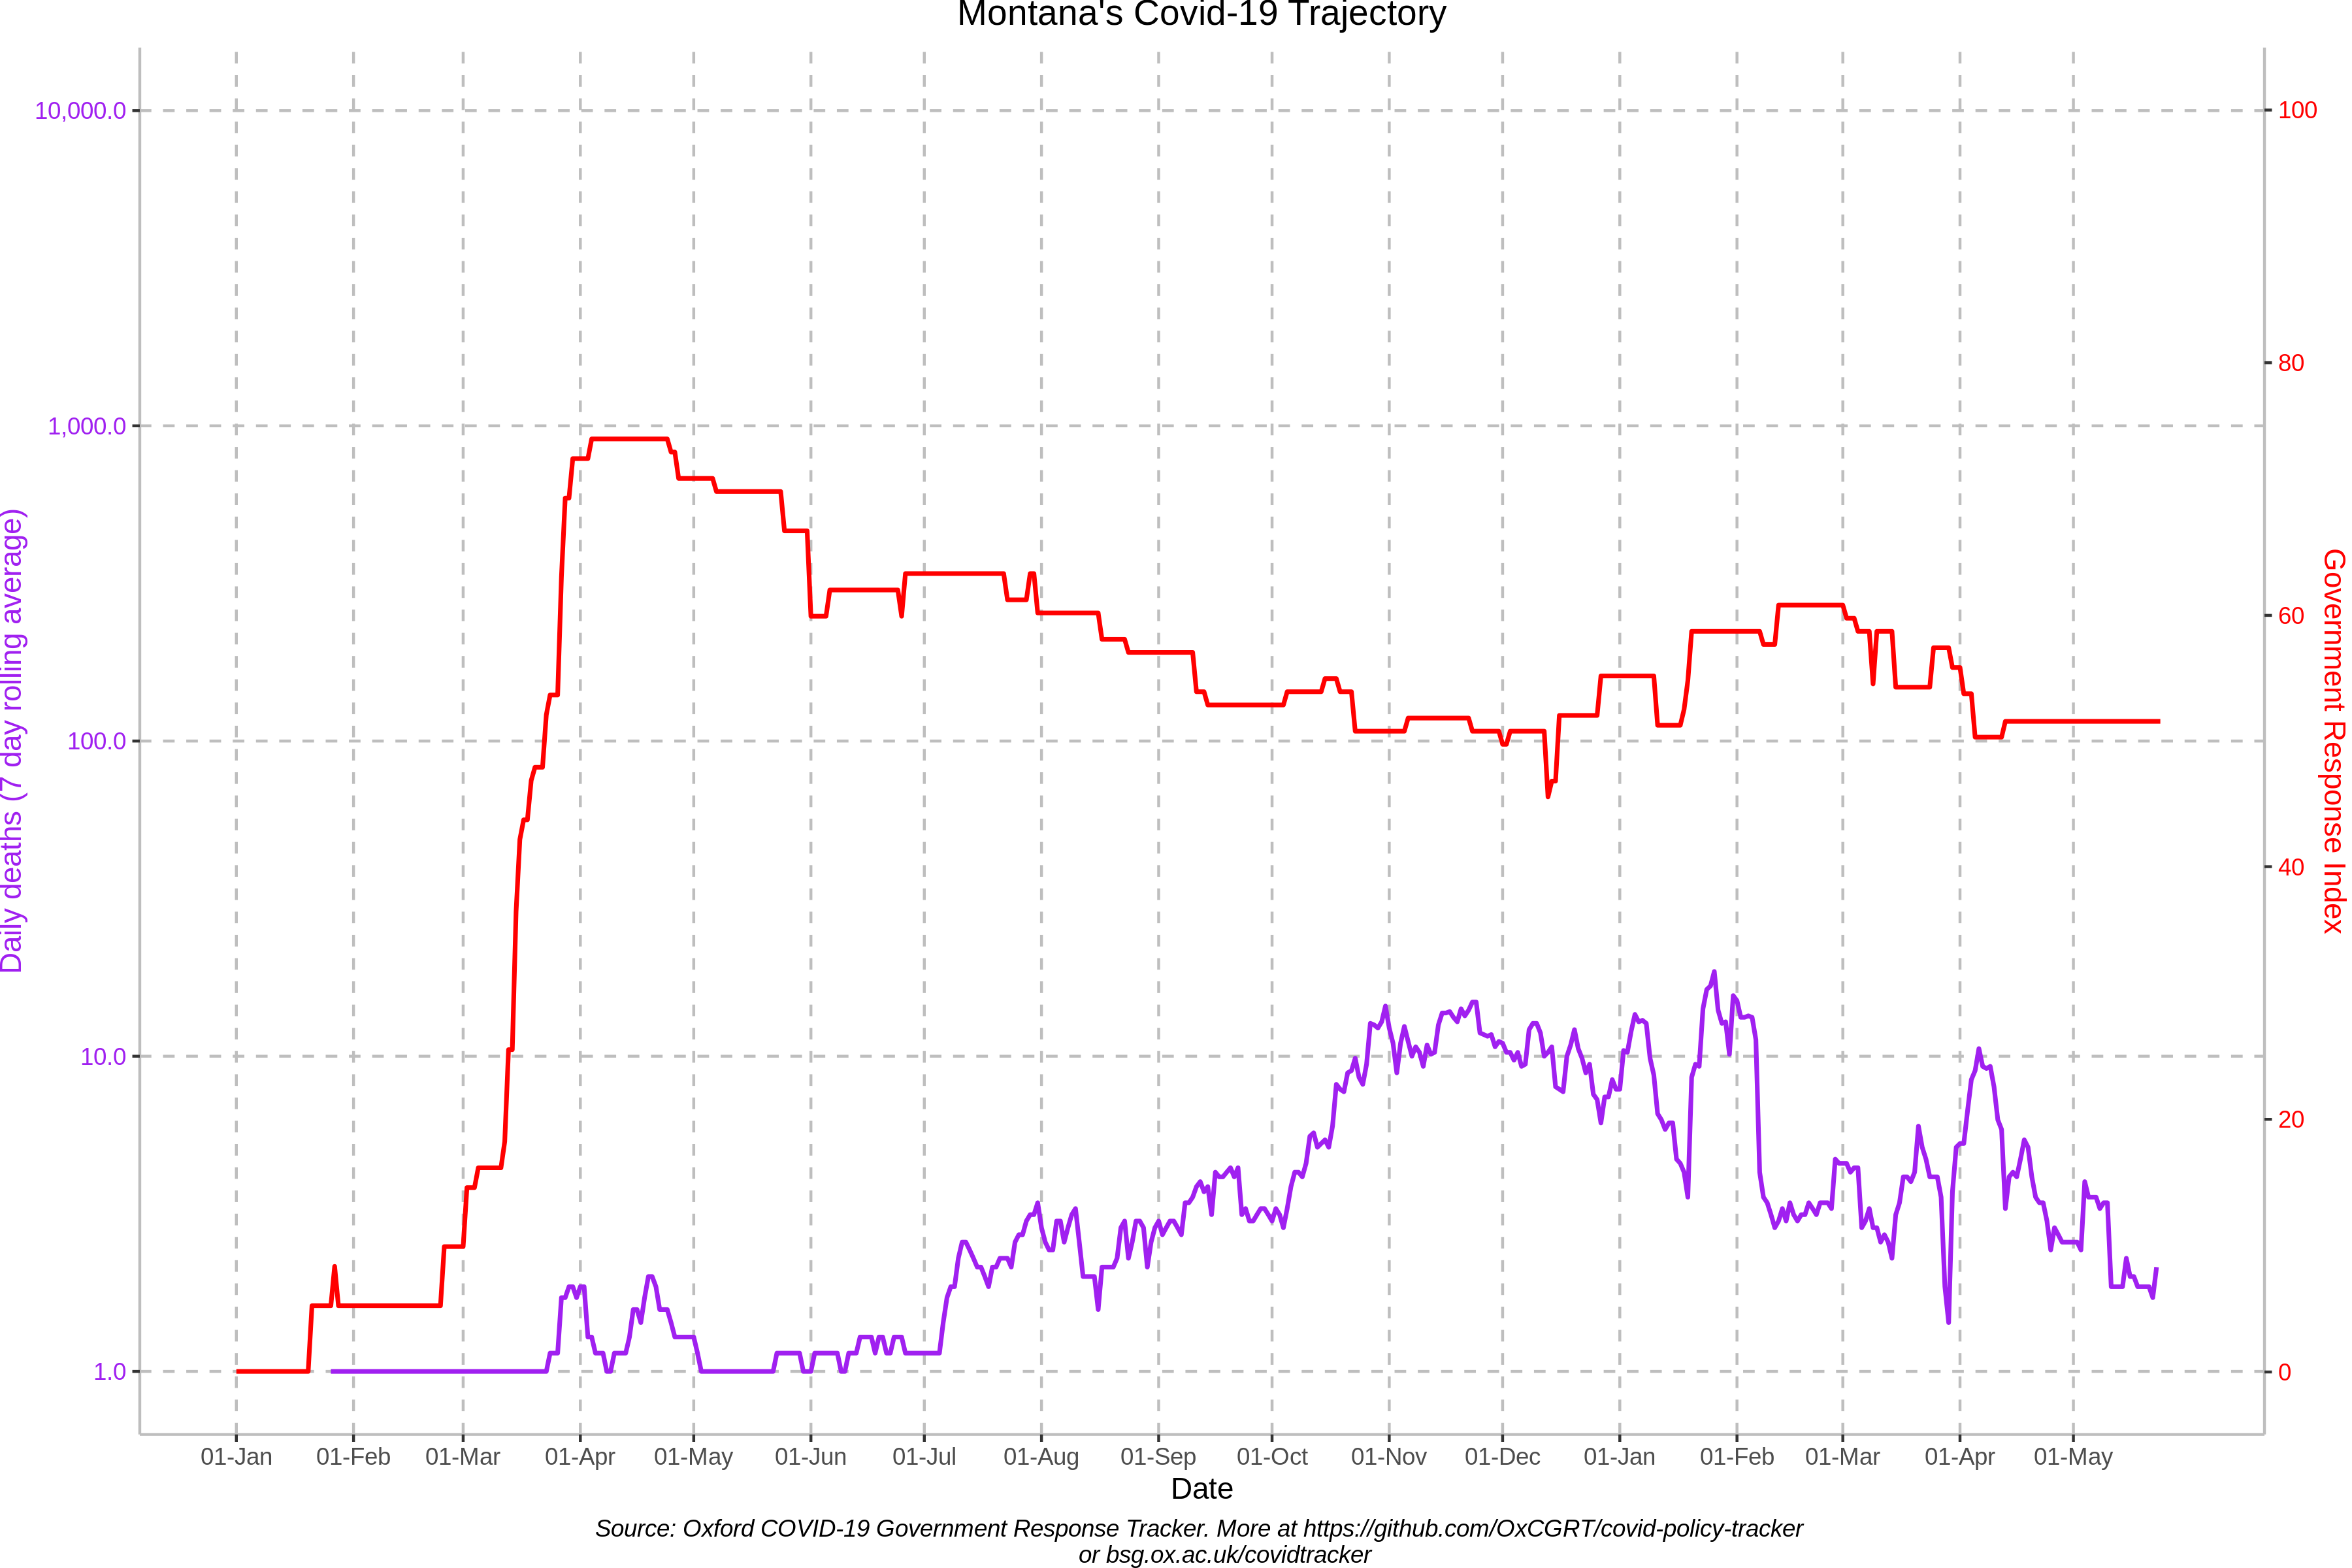 Montana's Covid-19 Trajectory
10,000.0
1,000.0
100.0
10.0
1.0
Daily deaths (7 day rolling average)
100
80
60
40
20
0
Government Response Index
01-Jan 01-Feb 01-Mar 01-Apr 01-May 01-Jun 01-Jul 01-Aug 01-Sep 01-Oct 01-Nov 01-Dec 01-Jan 01-Feb 01-Mar 01-Apr 01-May
Date
Source: Oxford COVID-19 Government Response Tracker. More at https://github.com/OxCGRT/covid-policy-tracker
or bsg.ox.ac.uk/covidtracker